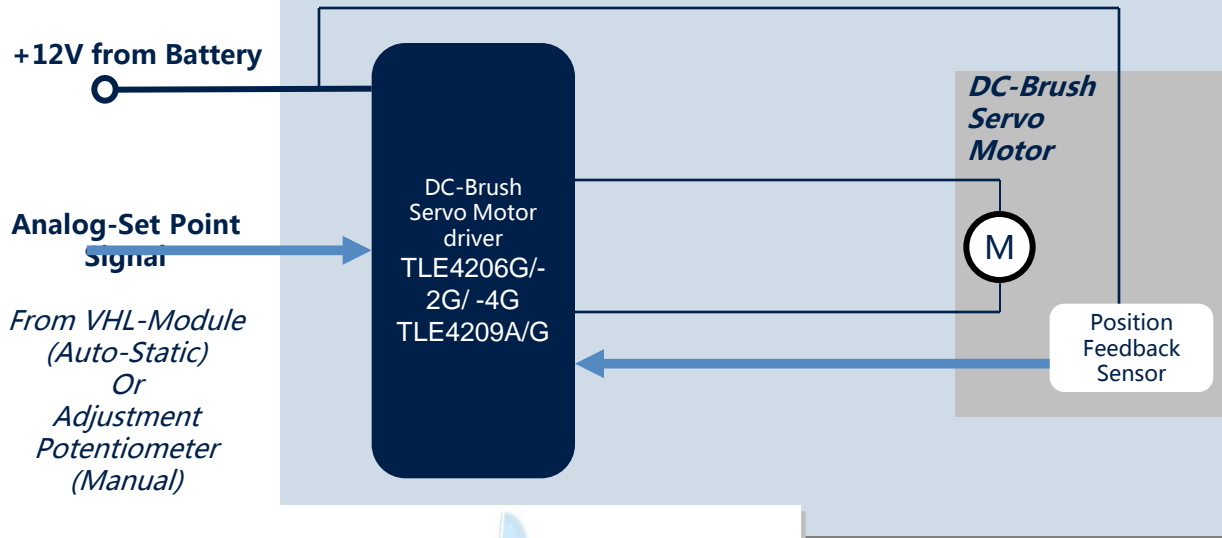 +12V from Battery
DC-Brush
Servo
Motor
DC-Brush
Servo Motor
driver
TLE4206G/-
2G/ -4G
TLE4209A/G
Analog-Set Point
Signal
M
From VHL-Module
(Auto-Static)
Or
Adjustment
Potentiometer
(Manual)
Position
Feedback
Sensor